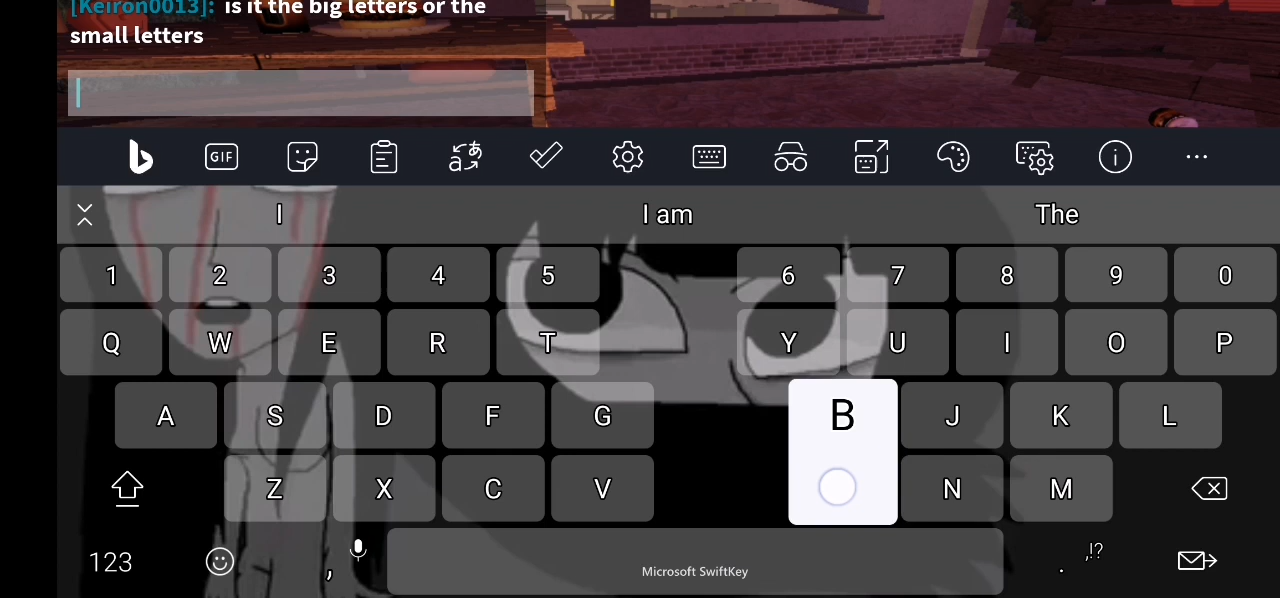 [Keiron0013]: is it the big letters or the
small letters
GIF
I I am The
1 2 3 4 5 6 7 8 9 0
Q W E R T Y U I O P
A S D F G B J K L
Z X C V N M
123 , Microsoft SwiftKey . ,!?